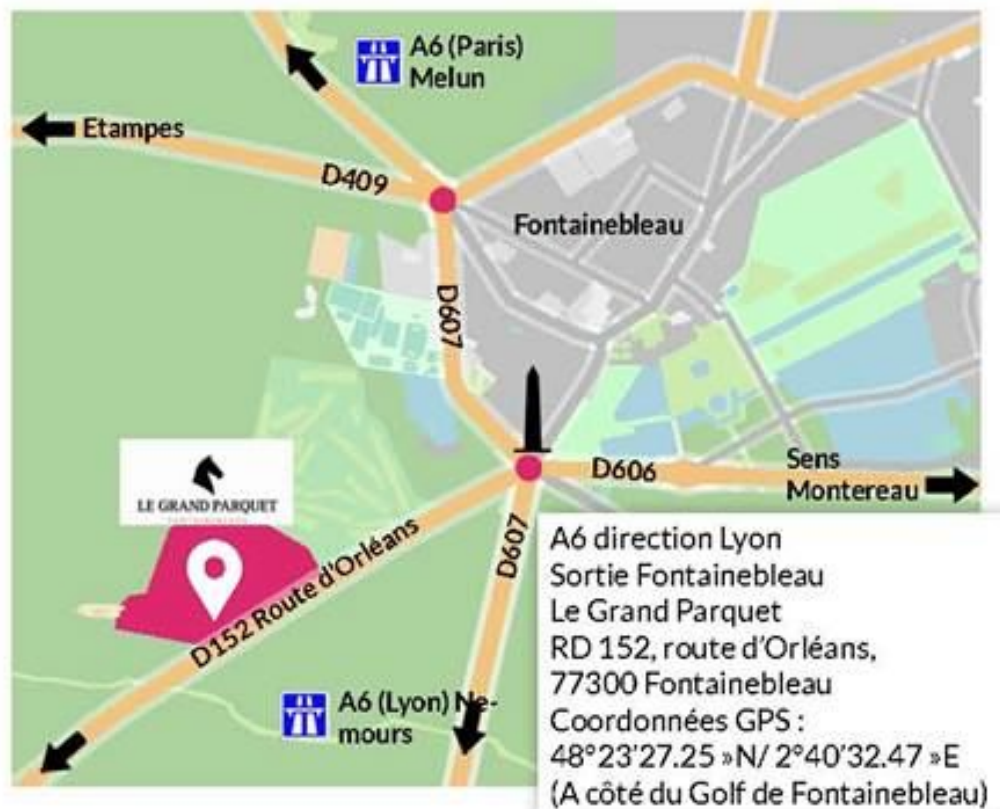 A6 (Paris)
Melun
Etampes
D409
Fontainebleau
D607
D606
Sens
Montereau
LE GRAND PARQUET
D152 Route d'Orléans
D607
A6 (Lyon) Ne-
mours
A6 direction Lyon
Sortie Fontainebleau
Le Grand Parquet
RD 152, route d'Orléans,
77300 Fontainebleau
Coordonnées GPS :
48°23'27.25 »N/ 2°40'32.47 »E
(A côté du Golf de Fontainebleau)